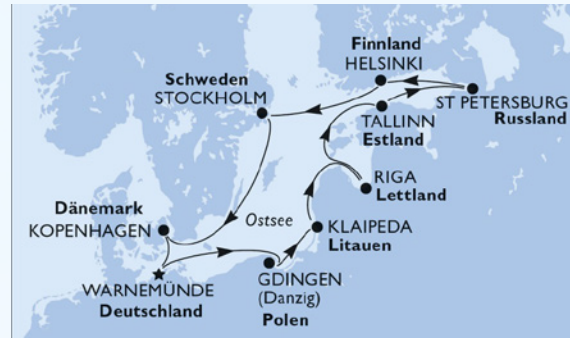 Finnland
HELSINKI
Schweden
STOCKHOLM
ST PETERSBURG
Russland
TALLINN
Estland
RIGA
Lettland
Dänemark
KOPENHAGEN
Ostsee
KLAIPEDA
Litauen
WARNEMÜNDE
Deutschland
GDINGEN
(Danzig)
Polen